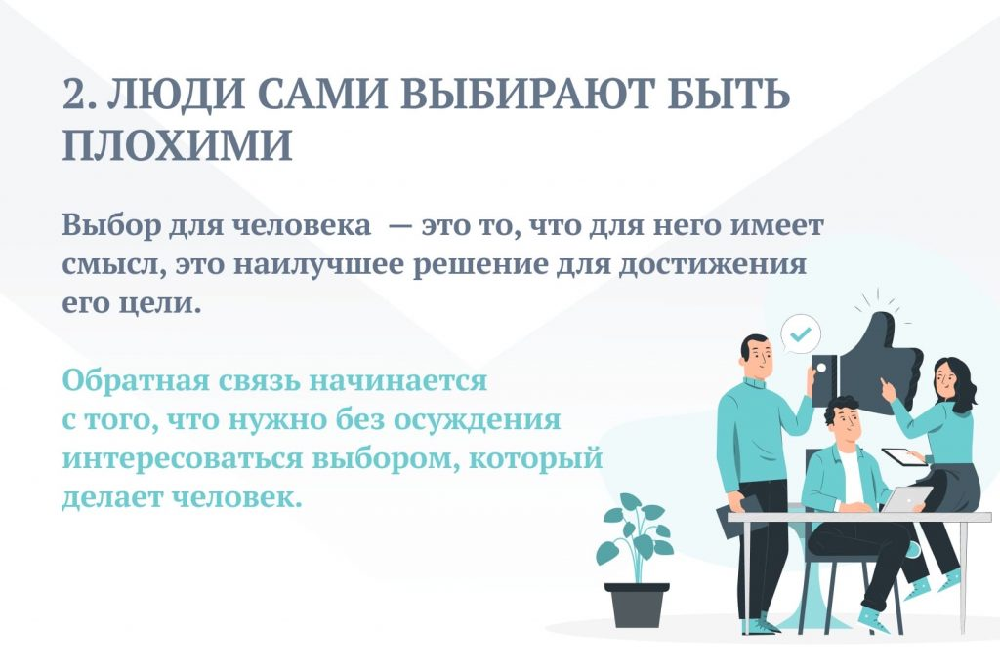 2. ЛЮДИ САМИ ВЫБИРАЮТ БЫТЬ
ПЛОХИМИ
Выбор для человека — это то, что для него имеет
смысл, это наилучшее решение для достижения
его цели.
Обратная связь начинается
с того, что нужно без осуждения
интересоваться выбором, который
делает человек.